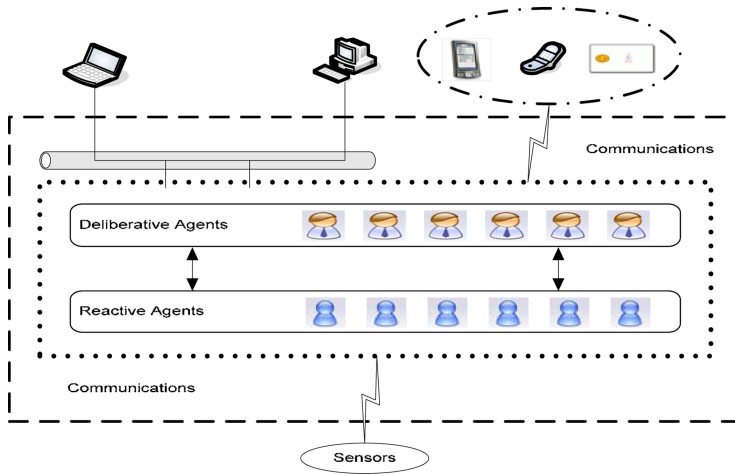 Communications
Deliberative Agents
Reactive Agents
Communications
Sensors